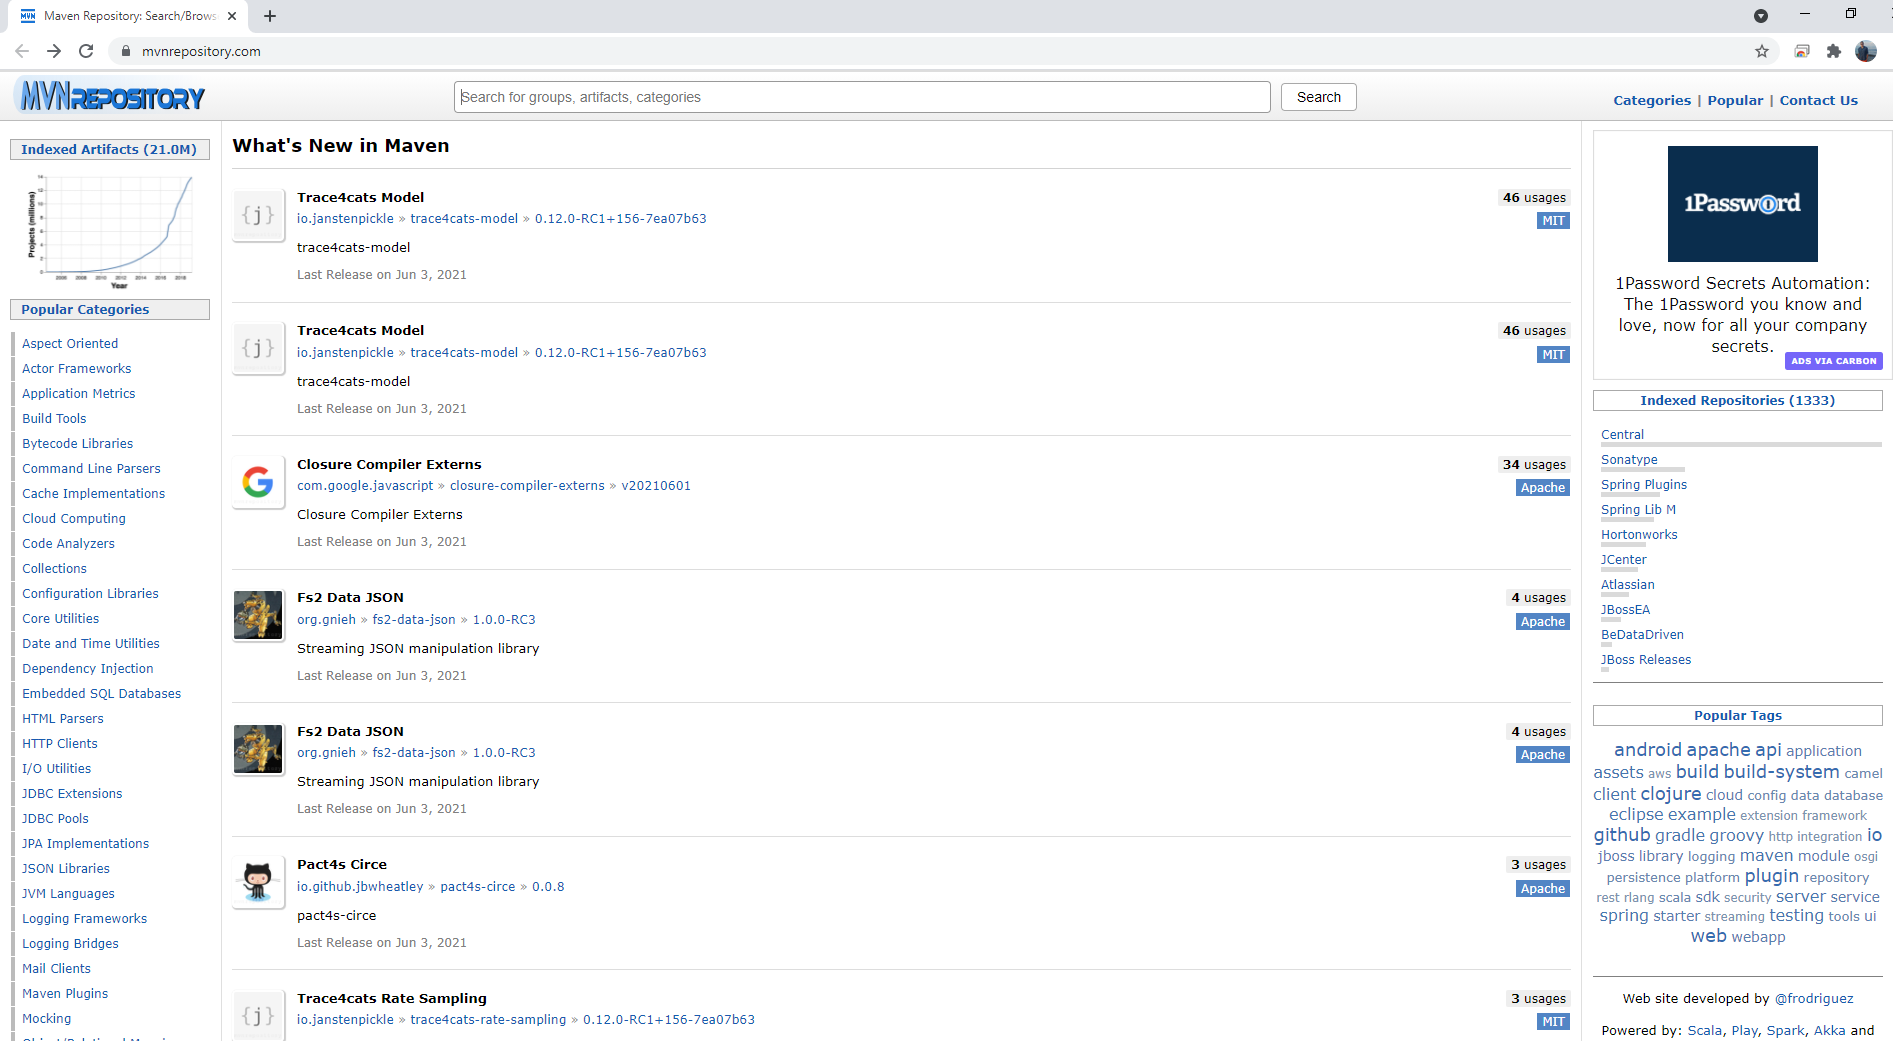 Maven Repository: Search/Brows
mvnrepository.com
MVNREPOSITORY
Search for groups, artifacts, categories
Search
Categories | Popular | Contact Us
Indexed Artifacts (21.0M)
Projects (millions)
14
12
10
8
6
4
2
0
2006 2008 2010 2012 2014 2016 2018
Year
Popular Categories
Aspect Oriented
Actor Frameworks
Application Metrics
Build Tools
Bytecode Libraries
Command Line Parsers
Cache Implementations
Cloud Computing
Code Analyzers
Collections
Configuration Libraries
Core Utilities
Date and Time Utilities
Dependency Injection
Embedded SQL Databases
HTML Parsers
HTTP Clients
I/O Utilities
JDBC Extensions
JDBC Pools
JPA Implementations
JSON Libraries
JVM Languages
Logging Frameworks
Logging Bridges
Mail Clients
Maven Plugins
Mocking
What's New in Maven
{j}
Trace4cats Model
46 usages
io.janstenpickle » trace4cats-model » 0.12.0-RC1+156-7ea07b63
MIT
trace4cats-model
Last Release on Jun 3, 2021
{j}
Trace4cats Model
46 usages
io.janstenpickle » trace4cats-model » 0.12.0-RC1+156-7ea07b63
MIT
trace4cats-model
Last Release on Jun 3, 2021
G
Closure Compiler Externs
34 usages
com.google.javascript » closure-compiler-externs » v20210601
Apache
Closure Compiler Externs
Last Release on Jun 3, 2021
Fs2 Data JSON
4 usages
org.gnieh » fs2-data-json » 1.0.0-RC3
Apache
Streaming JSON manipulation library
Last Release on Jun 3, 2021
Fs2 Data JSON
4 usages
org.gnieh » fs2-data-json » 1.0.0-RC3
Apache
Streaming JSON manipulation library
Last Release on Jun 3, 2021
Pact4s Circe
3 usages
io.github.jbwheatley » pact4s-circe » 0.0.8
Apache
pact4s-circe
Last Release on Jun 3, 2021
{j}
Trace4cats Rate Sampling
3 usages
io.janstenpickle » trace4cats-rate-sampling » 0.12.0-RC1+156-7ea07b63
MIT
1Password
1Password Secrets Automation:
The 1Password you know and
love, now for all your company
secrets.
ADS VIA CARBON
Indexed Repositories (1333)
Central
Sonatype
Spring Plugins
Spring Lib M
Hortonworks
JCenter
Atlassian
JBossEA
BeDataDriven
JBoss Releases
Popular Tags
android apache api application
assets aws build build-system camel
client clojure cloud config data database
eclipse example extension framework
github gradle groovy http integration io
jboss library logging maven module osgi
persistence platform plugin repository
rest rlang scala sdk security server service
spring starter streaming testing tools ui
web webapp
Web site developed by @frodriguez
Powered by: Scala, Play, Spark, Akka and